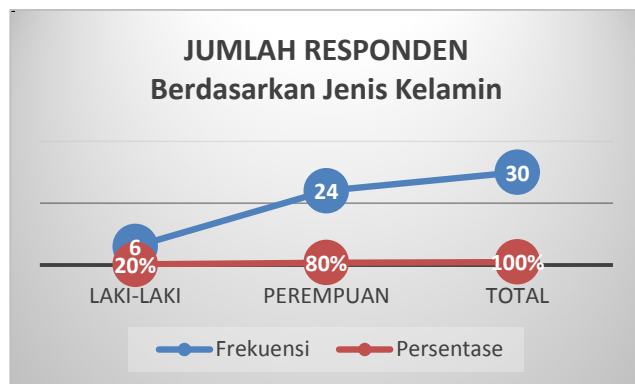 JUMLAH RESPONDEN
Berdasarkan Jenis Kelamin
6
24
30
20%
80%
100%
LAKI-LAKI
PEREMPUAN
TOTAL
Frekuensi
Persentase